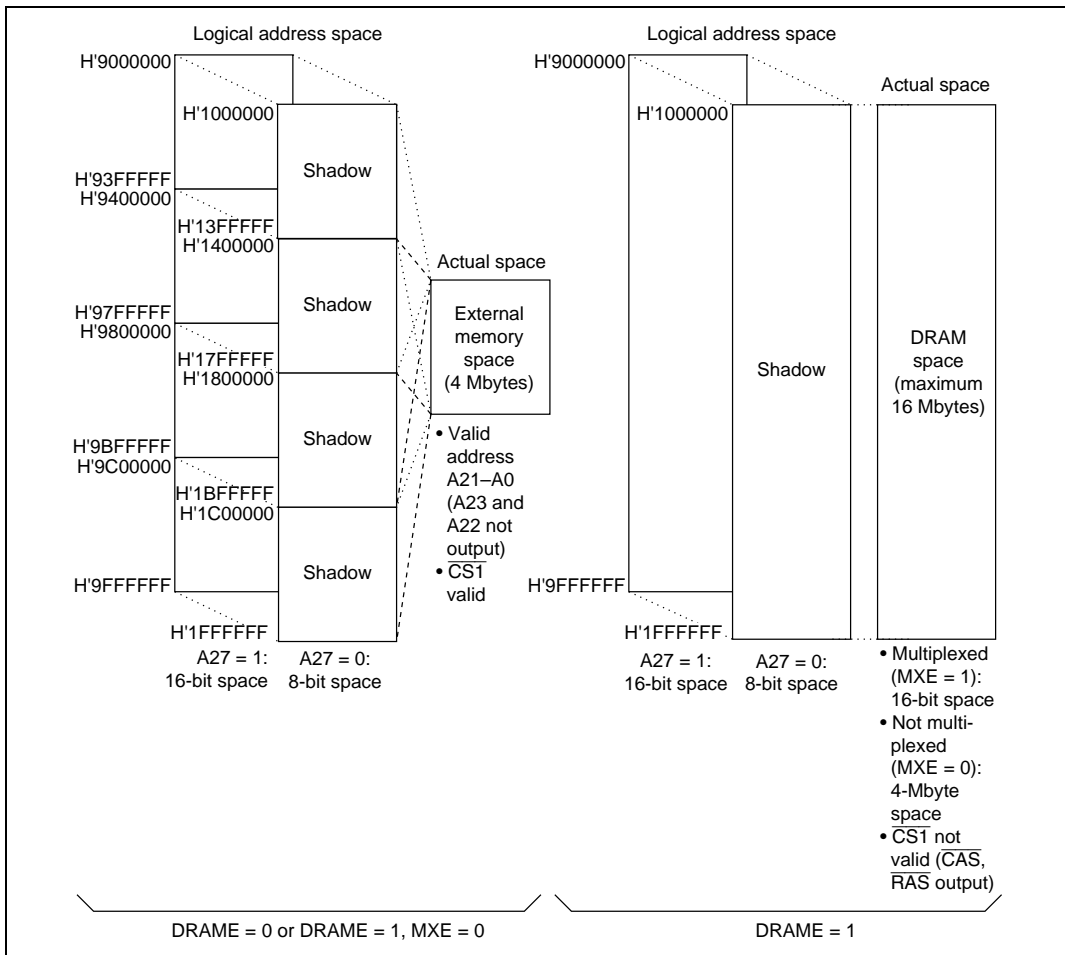 Logical address space
H'9000000
H'1000000
Shadow
H'93FFFFF
H'9400000
H'13FFFFF
H'1400000
Shadow
H'97FFFFF
H'9800000
H'17FFFFF
H'1800000
Shadow
H'9BFFFFF
H'9C00000
H'1BFFFFF
H'1C00000
Shadow
H'9FFFFFF
H'1FFFFFF
A27 = 1:
16-bit space
A27 = 0:
8-bit space
Actual space
External
memory
space
(4 Mbytes)
• Valid
address
A21–A0
(A23 and
A22 not
output)
• CS1
valid
DRAME = 0 or DRAME = 1, MXE = 0
Logical address space
H'9000000
H'1000000
Shadow
H'9FFFFFF
H'1FFFFFF
A27 = 1:
16-bit space
A27 = 0:
8-bit space
Actual space
DRAM
space
(maximum
16 Mbytes)
• Multiplexed
(MXE = 1):
16-bit space
• Not multi-
plexed
(MXE = 0):
4-Mbyte
space
• CS1 not
valid (CAS,
RAS output)
DRAME = 1